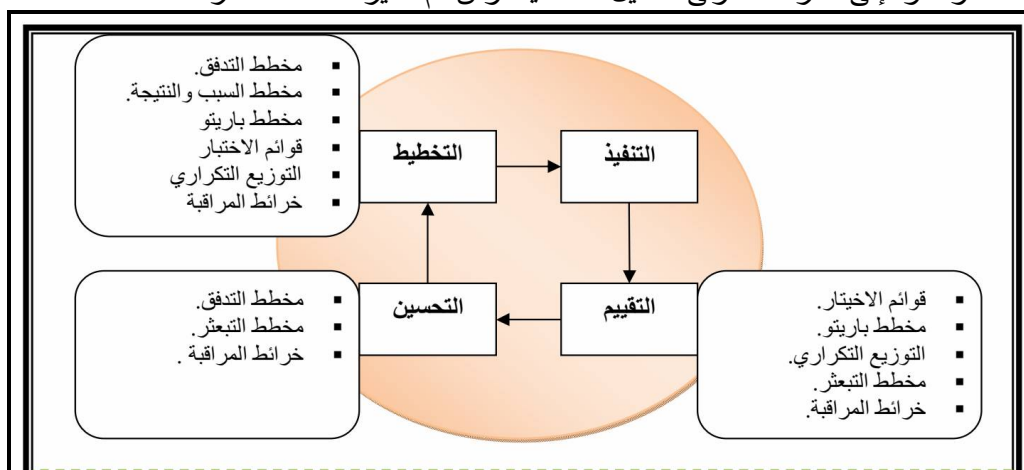 مخطط التدفق.
مخطط السبب والنتيجة.
مخطط باريتو
قوائم الاختبار
التوزيع التكراري
خرائط المراقبة
التخطيط
التنفيذ
التقييم
التحسين
قوائم الاخيتار.
مخطط باريتو.
التوزيع التكراري.
مخطط التبعثر.
خرائط المراقبة.
مخطط التدفق.
مخطط التبعثر.
خرائط المراقبة .